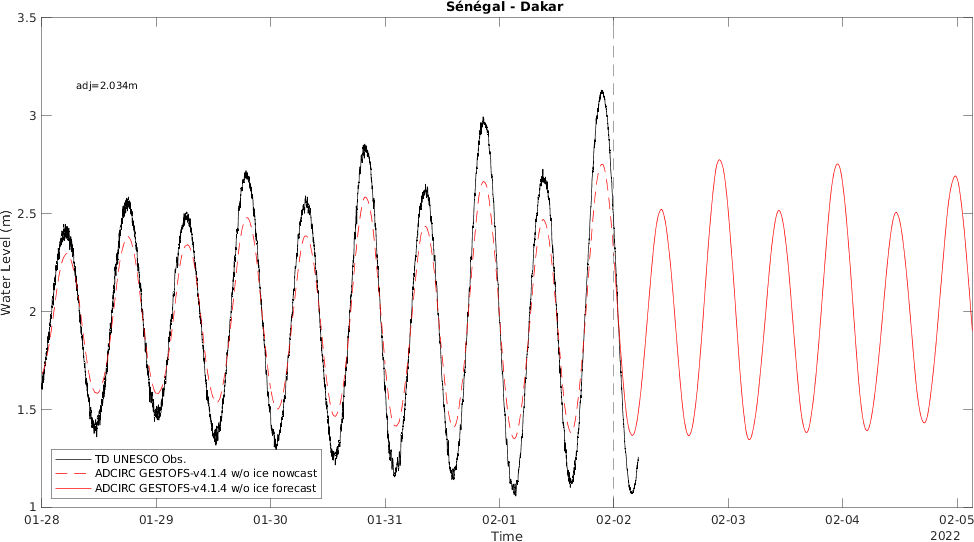 Sénégal - Dakar
3.5
adj=2.034m
3
2.5
2
1.5
1
Water Level (m)
TD UNESCO Obs.
ADCIRC GESTOFS-v4.1.4 w/o ice nowcast
ADCIRC GESTOFS-v4.1.4 w/o ice forecast
01-28 01-29 01-30 01-31 02-01 02-02 02-03 02-04 02-05
Time
2022